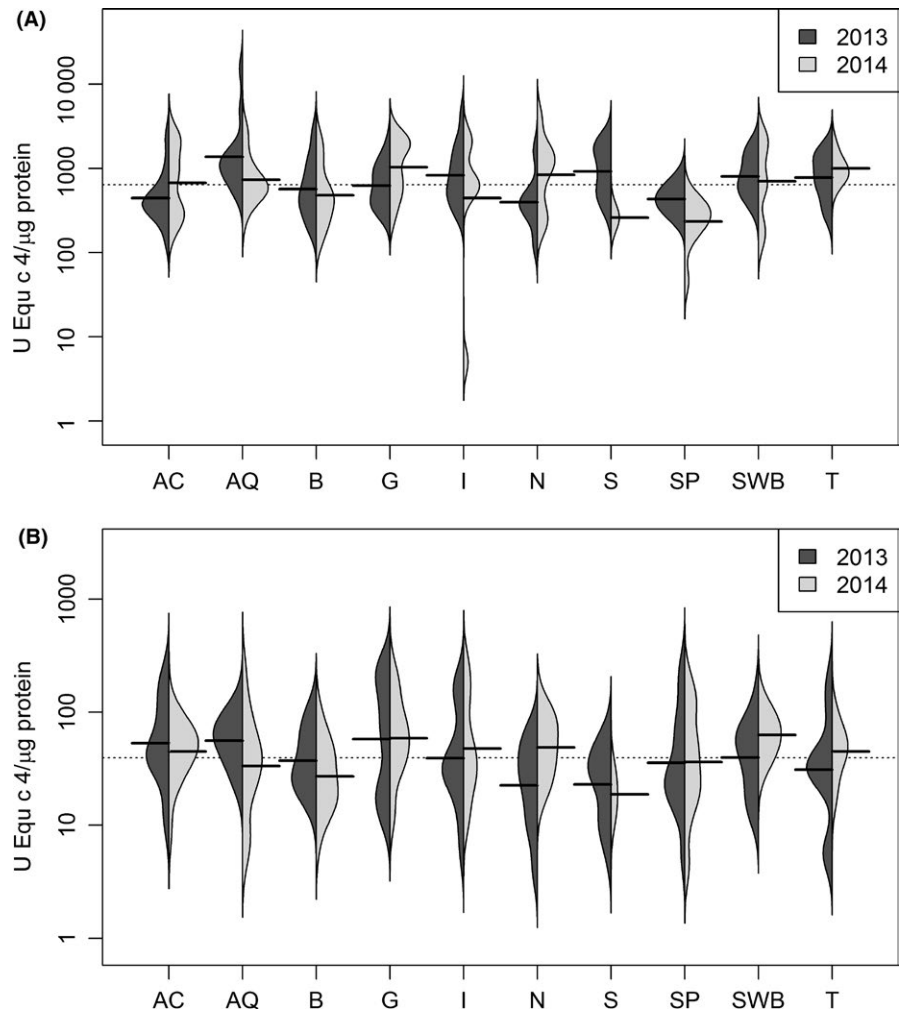 (A)
2013
2014
10 000
1000
100
10
1
U Equ c 4/μg protein
AC AQ B G I N S SP SWB T
(B)
2013
2014
1000
100
10
1
U Equ c 4/μg protein
AC AQ B G I N S SP SWB T